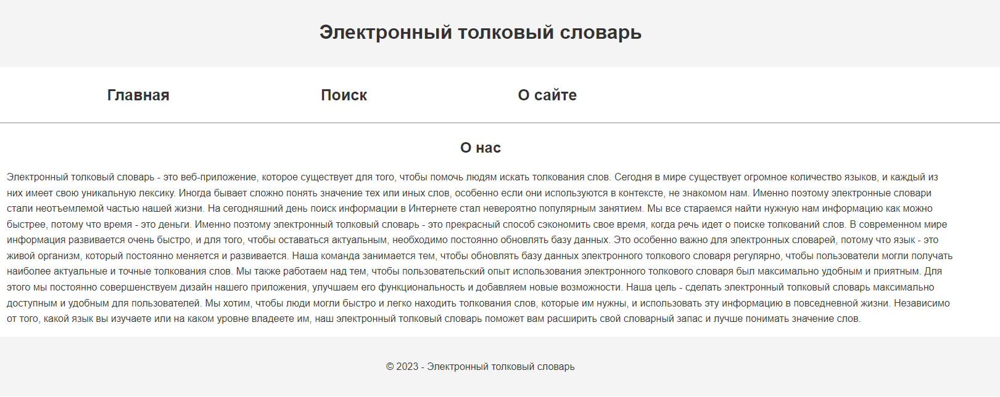 Электронный толковый словарь
Главная Поиск О сайте
О нас
Электронный толковый словарь - это веб-приложение, которое существует для того, чтобы помочь людям искать толкования слов. Сегодня в мире существует огромное количество языков, и каждый из
них имеет свою уникальную лексику. Иногда бывает сложно понять значение тех или иных слов, особенно если они используются в контексте, не знакомом нам. Именно поэтому электронные словари
стали неотъемлемой частью нашей жизни. На сегодняшний день поиск информации в Интернете стал невероятно популярным занятием. Мы все стараемся найти нужную нам информацию как можно
быстрее, потому что время - это деньги. Именно поэтому электронный толковый словарь - это прекрасный способ сэкономить свое время, когда речь идет о поиске толкований слов. В современном мире
информация развивается очень быстро, и для того, чтобы оставаться актуальным, необходимо постоянно обновлять базу данных. Это особенно важно для электронных словарей, потому что язык - это
живой организм, который постоянно меняется и развивается. Наша команда занимается тем, чтобы обновлять базу данных электронного толкового словаря регулярно, чтобы пользователи могли получать
наиболее актуальные и точные толкования слов. Мы также работаем над тем, чтобы пользовательский опыт использования электронного толкового словаря был максимально удобным и приятным. Для
этого мы постоянно совершенствуем дизайн нашего приложения, улучшаем его функциональность и добавляем новые возможности. Наша цель - сделать электронный толковый словарь максимально
доступным и удобным для пользователей. Мы хотим, чтобы люди могли быстро и легко находить толкования слов, которые им нужны, и использовать эту информацию в повседневной жизни. Независимо
от того, какой язык вы изучаете или на каком уровне владеете им, наш электронный толковый словарь поможет вам расширить свой словарный запас и лучше понимать значение слов.
© 2023 - Электронный толковый словарь